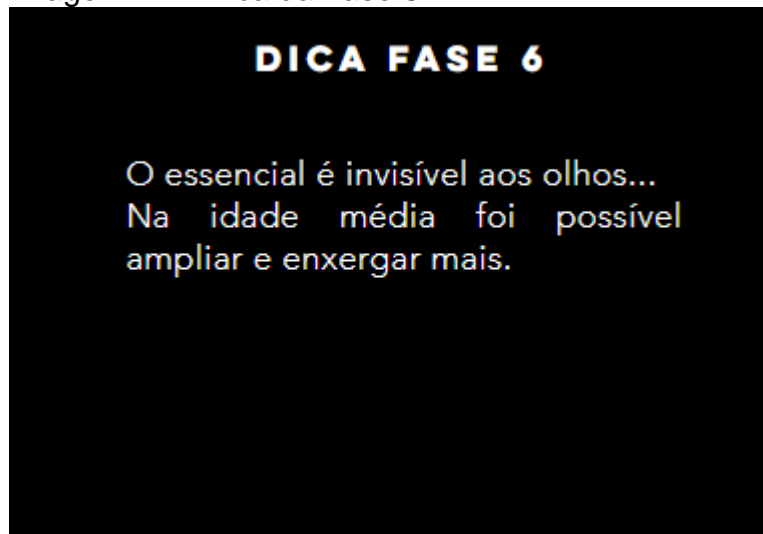 DICA FASE 6
O essencial é invisível aos olhos...
Na idade média foi possível
ampliar e enxergar mais.